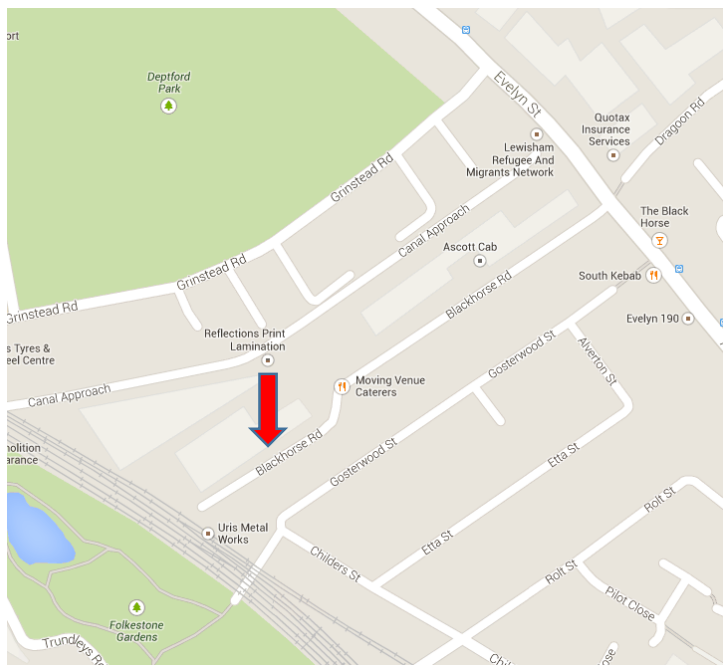 ort
Deptford
Park
Evelyn St
Quotax
Insurance
Services
Dragoon Rd
Lewisham
Refugee And
Migrants Network
Grinstead Rd
Canal Approach
The Black
Horse
Ascott Cab
Grinstead Rd
South Kebab
Blackhorse Rd
Grinstead Rd
Evelyn 190
Reflections Print
Lamination
s Tyres &
eel Centre
Alverton St
Gosterwood St
Moving Venue
Caterers
Canal Approach
Blackhorse Rd
Gosterwood St
Etta St
molition
arance
Rolt St
Uris Metal
Works
Etta St
Childers St
Rolt St
Pilot Close
Folkestone
Gardens
Trundleys R
lose